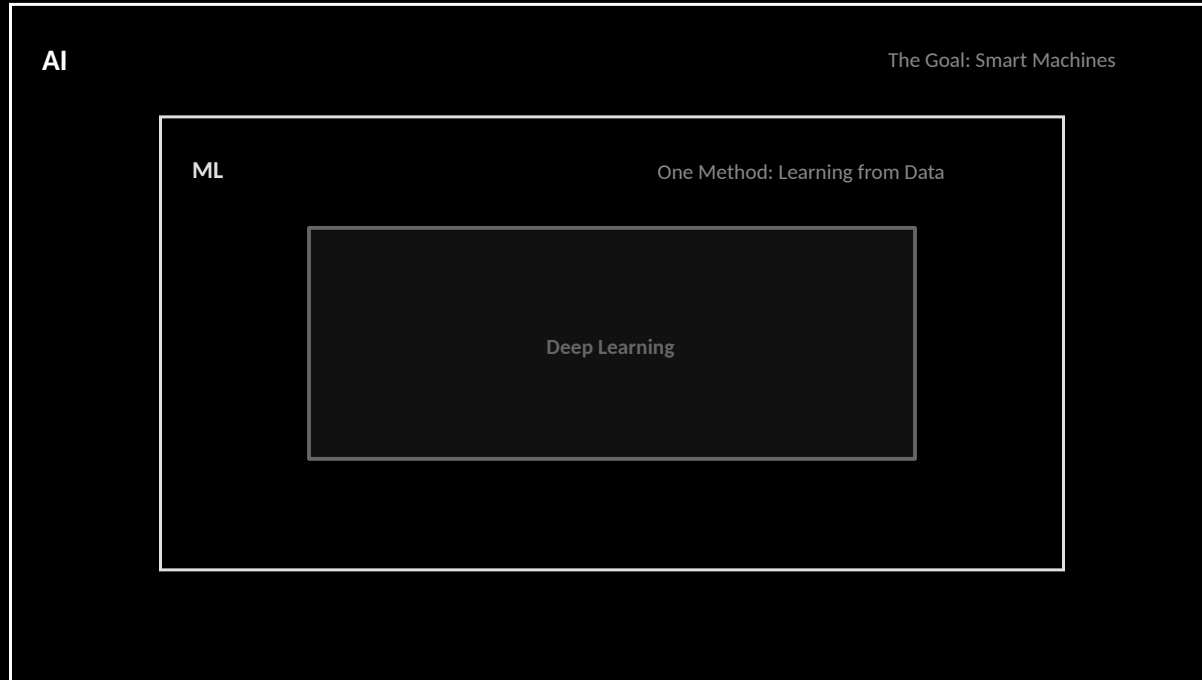 AI
The Goal: Smart Machines
ML
One Method: Learning from Data
Deep Learning